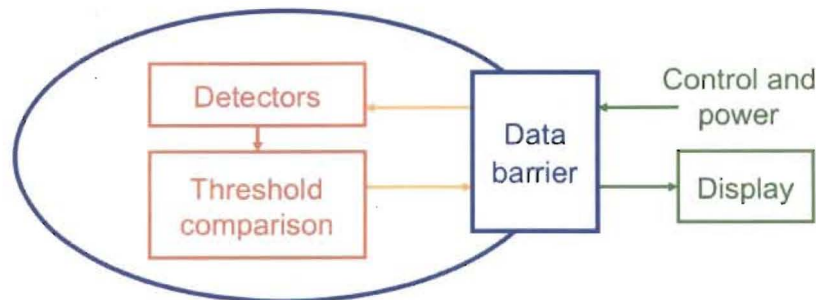 Detectors
Threshold
comparison
Data
barrier
Control and
power
Display